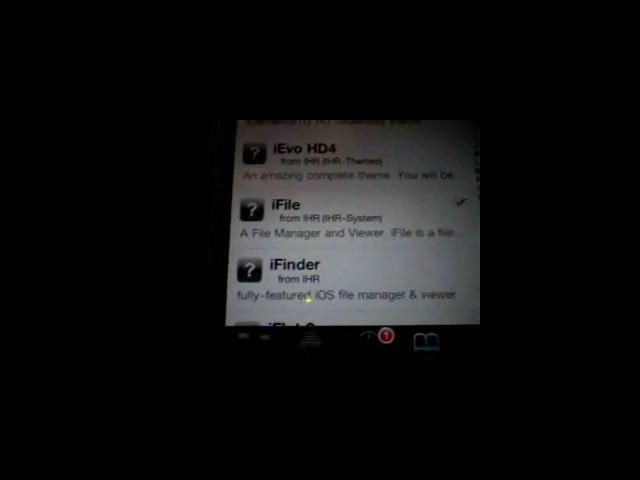 iEvo HD4
from IHR (IHR-Themes)
An amazing complete theme. You will be.
iFile
from IHR (IHR-System)
A File Manager and Viewer. iFile is a file...
iFinder
from IHR
fully-featured iOS file manager & viewer
1